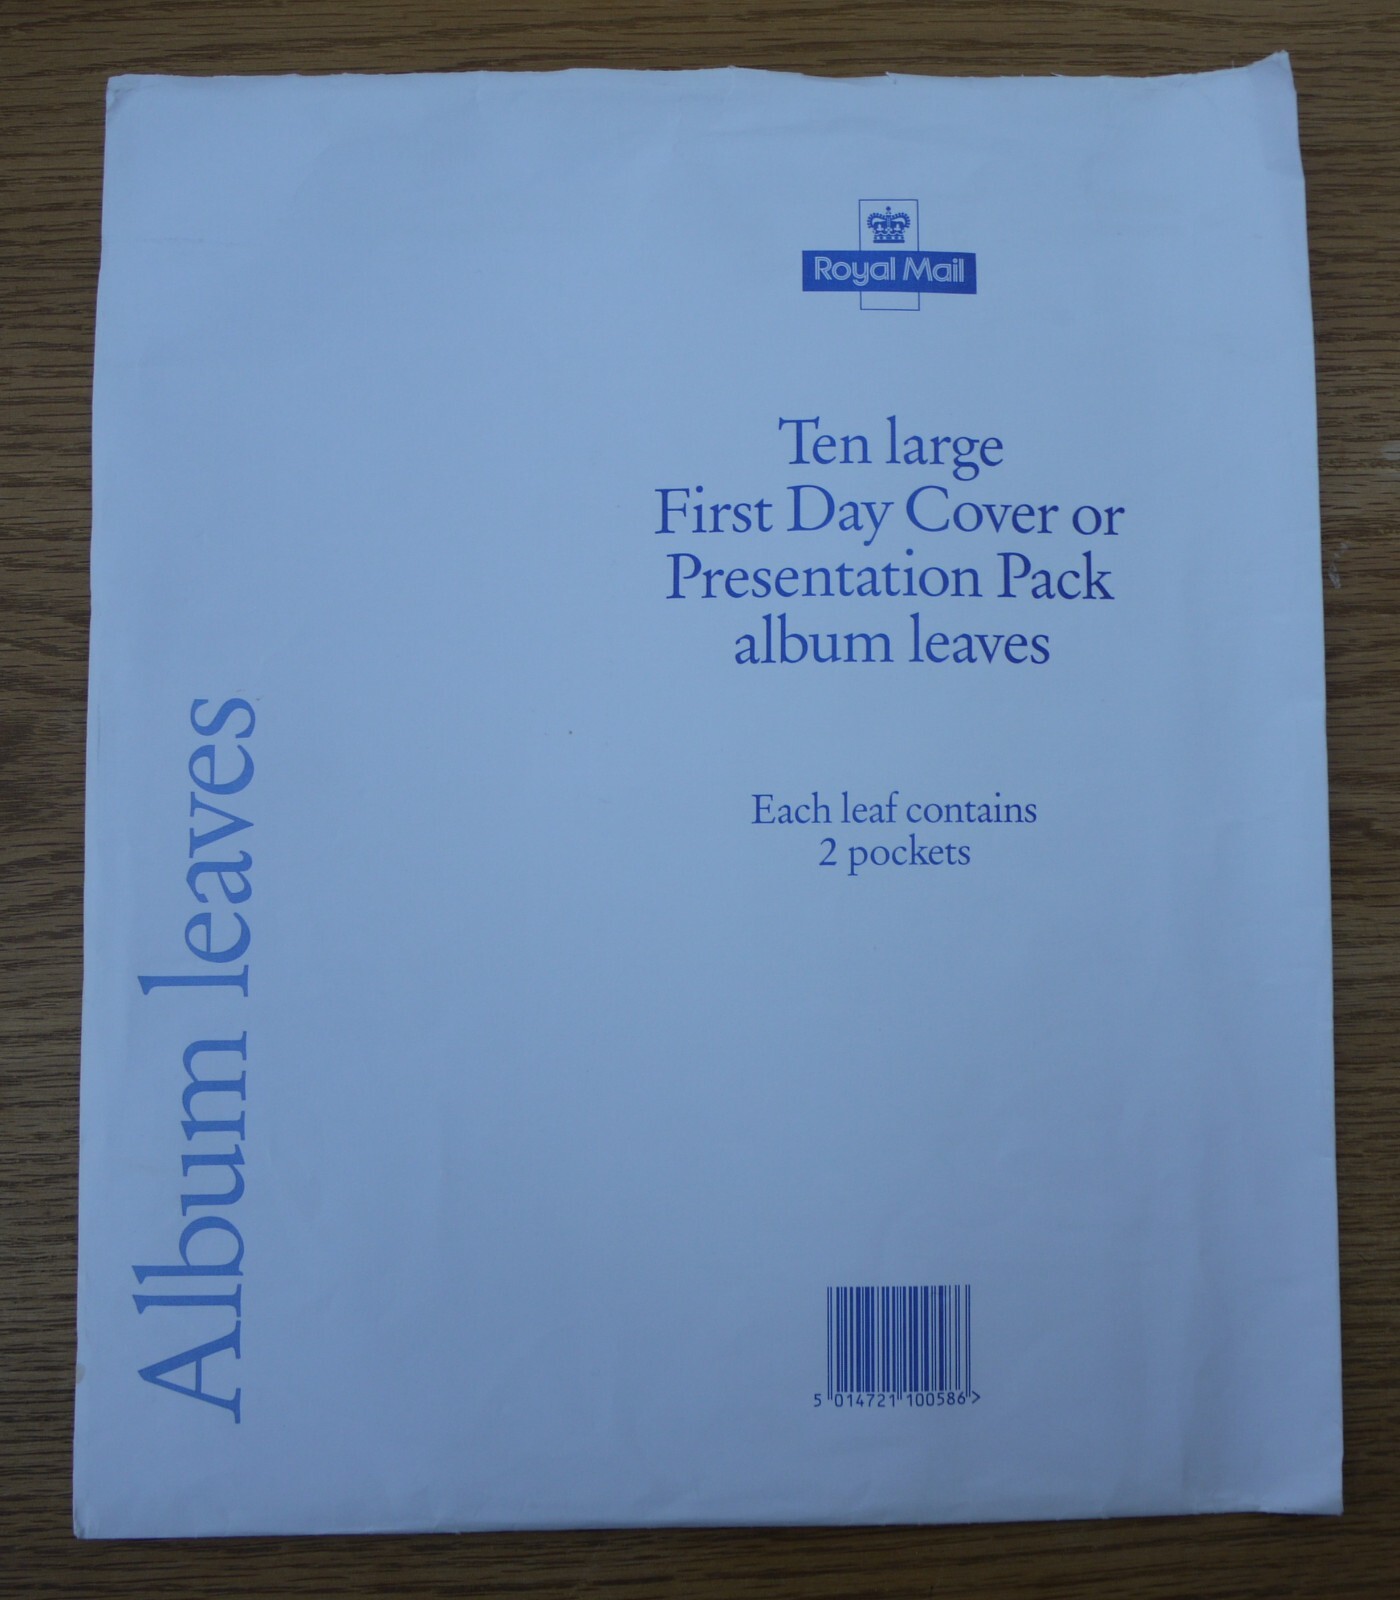 Royal Mail
Ten large
First Day Cover or
Presentation Pack
album leaves
Each leaf contains
2 pockets
Album leaves
5 014721 100586 >